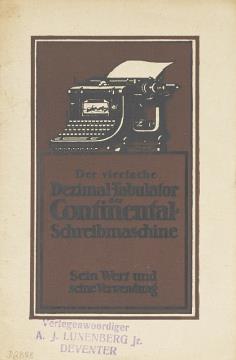 Der vierfache
Dezimal-Tabulator
der
Continental-
Schreibmaschine
Sein Wert und
seine Verwendung
Vertegenwoordiger
A. J. LUNENBERG Jr.
DEVENTER